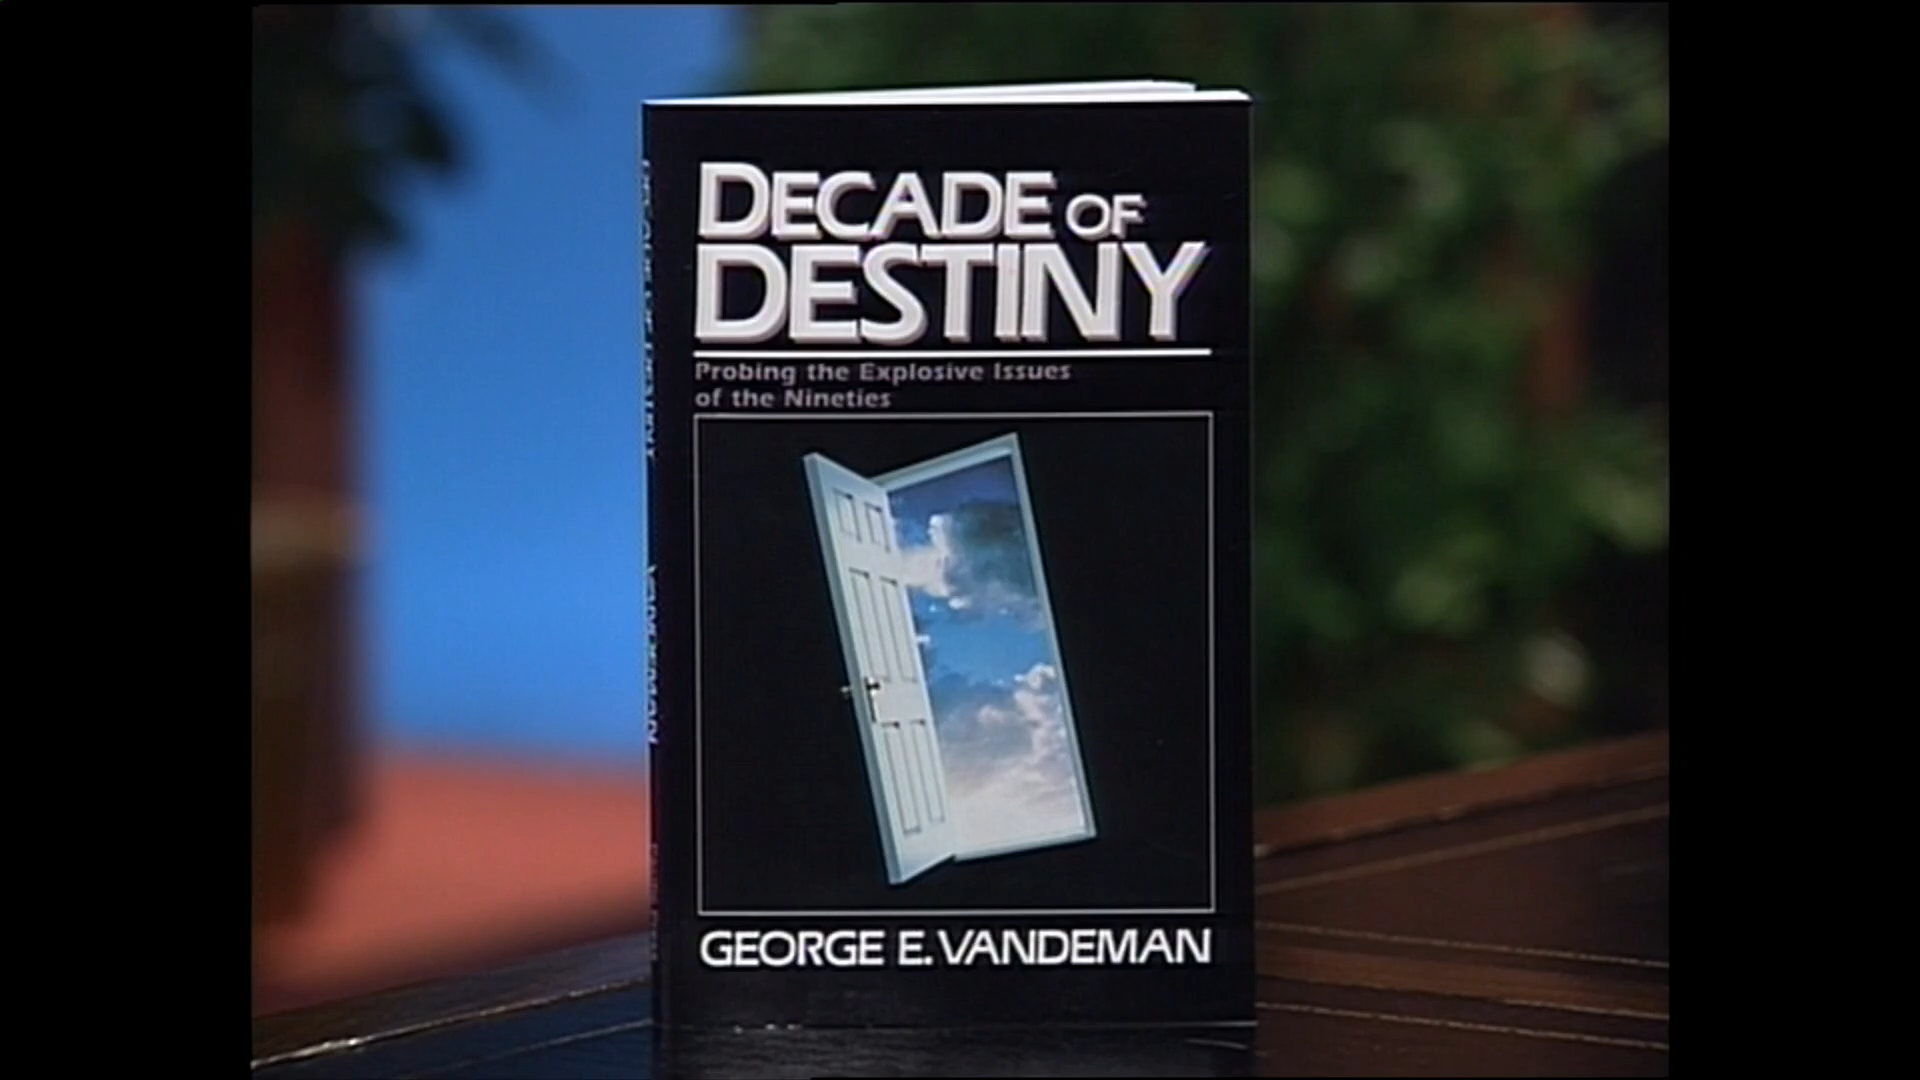 DECADE OF
DESTINY
Probing the Explosive Issues
of the Nineties
GEORGE E. VANDEMAN